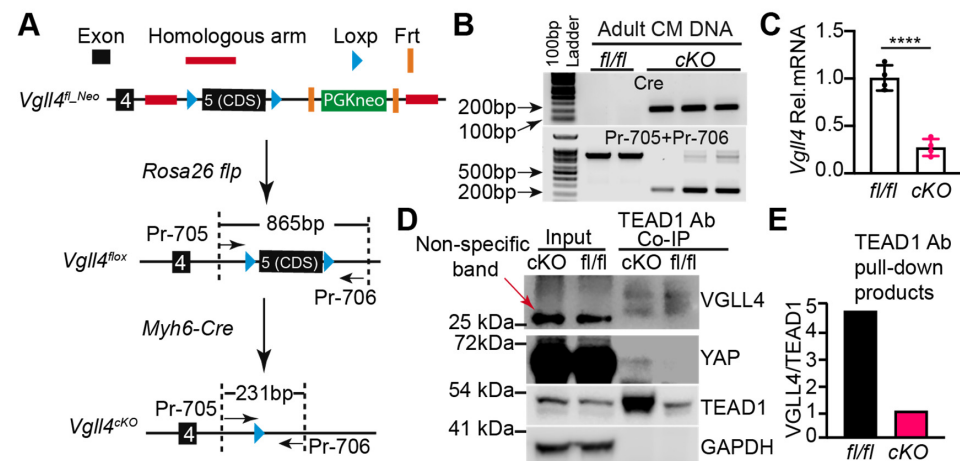 A
Exon Homologous arm Loxp Frt
Vgll4fl_Neo 4 5 (CDS) PGKneo
Rosa26 flp
865bp
Pr-705
Vgll4flox 4 5 (CDS)
Pr-706
Myh6-Cre
231bp
Pr-705
Vgll4cKO 4
Pr-706
B
100bp Ladder
Adult CM DNA
fl/fl cKO
Cre
200bp
100bp
Pr-705+Pr-706
500bp
200bp
C
Vgll4 Rel.mRNA
****
1.5
1.0
0.5
0.0
fl/fl cKO
D
TEAD1 Ab
Input Co-IP
Non-specific
band
cKO fl/fl cKO fl/fl
VGLL4
25 kDa
72kDa
YAP
54 kDa
TEAD1
41 kDa
GAPDH
E
TEAD1 Ab
pull-down
products
VGLL4/TEAD1
5
4
3
2
1
0
fl/fl cKO